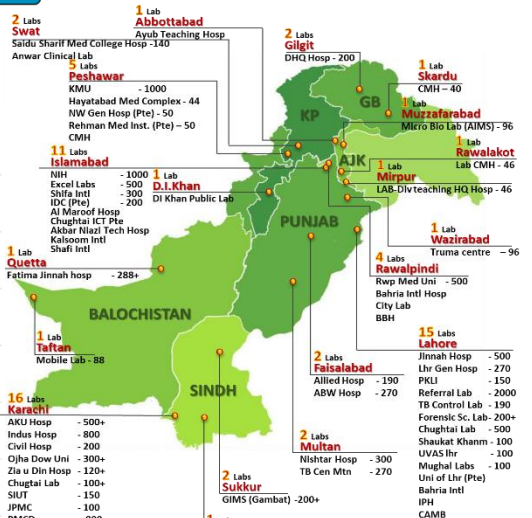 2 Labs
Swat
Saidu Sharif Med College Hosp -140
Anwar Clinical Lab
1 Lab
Abbottabad
Ayub Teaching Hosp
2 Labs
Gilgit
DHQ Hosp - 200
1 Lab
Skardu
CMH – 40
5 Labs
Peshawar
KMU - 1000
Hayatabad Med Complex - 44
NW Gen Hosp (Pte) - 50
Rehman Med Inst. (Pte) – 50
CMH
1 Lab
Muzzafarabad
Micro Bio Lab (AIMS) - 96
1 Lab
Rawalakot
Lab CMH - 46
1 Lab
Mirpur
LAB-Div teaching HQ Hosp - 46
11 Labs
Islamabad
NIH - 1000
Excel Labs - 500
Shifa Intl - 300
IDC (Pte) - 200
Al Maroof Hosp
Chughtai ICT Pte
Akbar Niazi Tech Hosp
Kalsoom Intl
Shafi Intl
1 Lab
D.I.Khan
DI Khan Public Lab
KP
GB
AJK
PUNJAB
BALOCHISTAN
SINDH
1 Lab
Wazirabad
Truma centre – 96
1 Lab
Quetta
Fatima Jinnah hosp - 288+
4 Labs
Rawalpindi
Rwp Med Uni - 500
Bahria Intl Hosp
City Lab
BBH
1 Lab
Taftan
Mobile Lab - 88
15 Labs
Lahore
Jinnah Hosp - 500
Lhr Gen Hosp - 270
PKLI - 150
Referral Lab - 2000
TB Control Lab - 190
Forensic Sc. Lab- 200+
Chughtai Lab - 500
Shaukat Khanm - 100
UVAS lhr - 100
Mughal Labs - 100
Uni of Lhr (Pte)
Bahria Intl
IPH
CAMB
2 Labs
Faisalabad
Allied Hosp - 190
ABW Hosp - 270
2 Labs
Multan
Nishtar Hosp - 300
TB Cen Mtn - 270
2 Labs
Sukkur
GIMS (Gambat) -200+
16 Labs
Karachi
AKU Hosp - 500+
Indus Hosp - 800
Civil Hosp - 200
Ojha Dow Uni - 300+
Zia u Din Hosp - 120+
Chugtai Lab - 100+
SIUT - 150
JPMC - 100